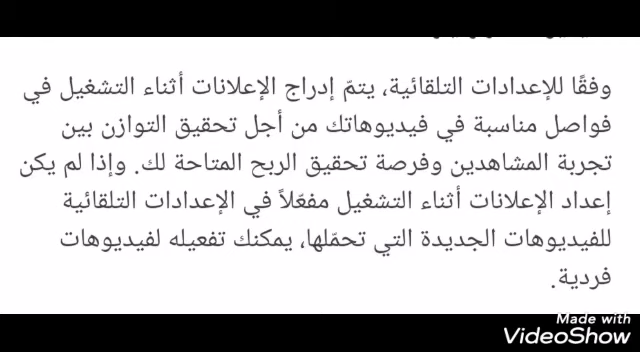 وفقًا للإعدادات التلقائية، يتمّ إدراج الإعلانات أثناء التشغيل في
فواصل مناسبة في فيديوهاتك من أجل تحقيق التوازن بين
تجربة المشاهدين وفرصة تحقيق الربح المتاحة لك. وإذا لم يكن
إعداد الإعلانات أثناء التشغيل مفعّلاً في الإعدادات التلقائية
للفيديوهات الجديدة التي تحمّلها، يمكنك تفعيله لفيديوهات
فردية.
Made with
VideoShow